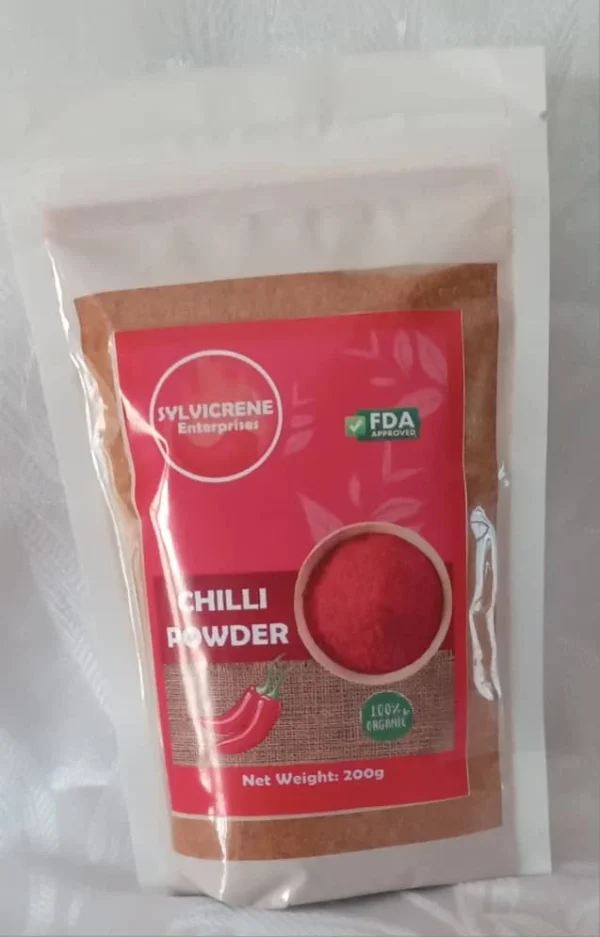 SYLVICRENE
Enterprises
FDA
APPROVED
CHILLI
POWDER
100%
ORGANIC
Net Weight: 200g